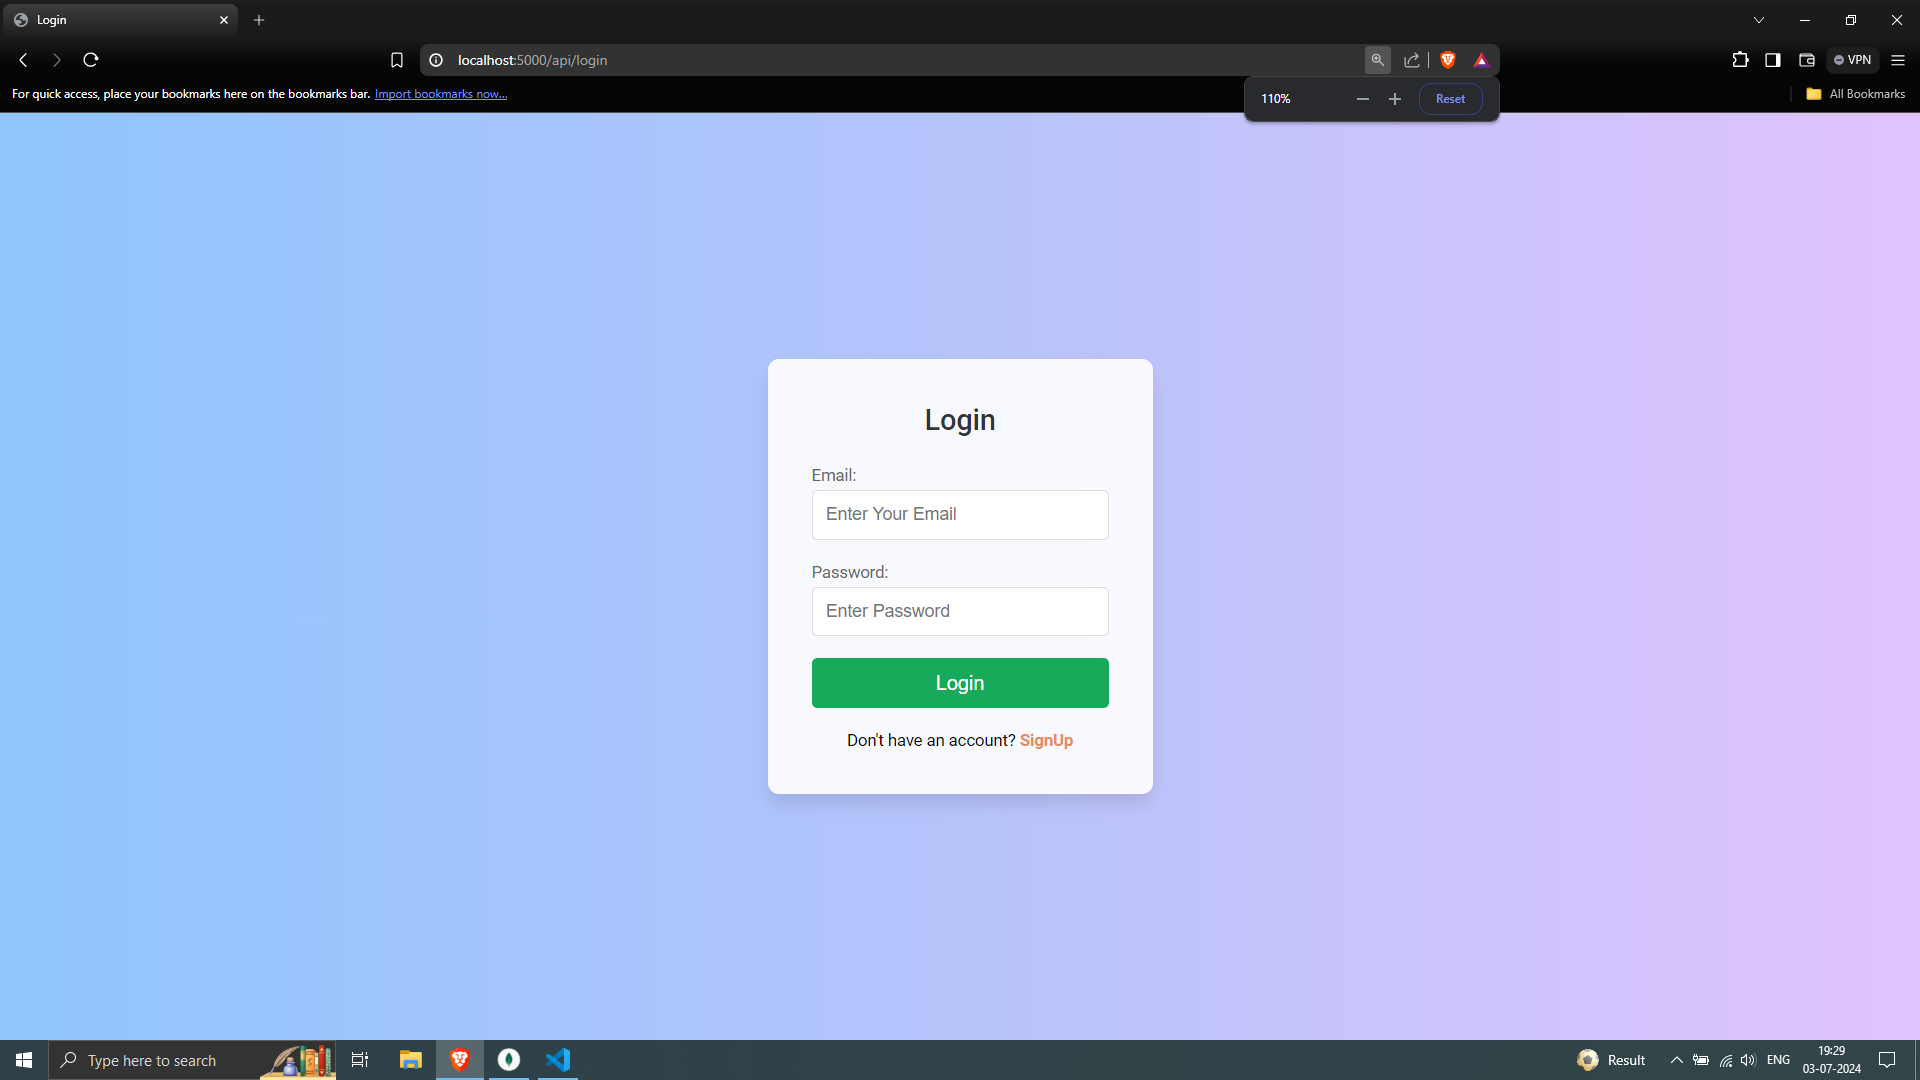 Login
localhost:5000/api/login
VPN
For quick access, place your bookmarks here on the bookmarks bar. Import bookmarks now...
All Bookmarks
110%
Reset
Login
Email:
Enter Your Email
Password:
Enter Password
Login
Don't have an account? SignUp
Type here to search
Result
ENG
19:29
03-07-2024